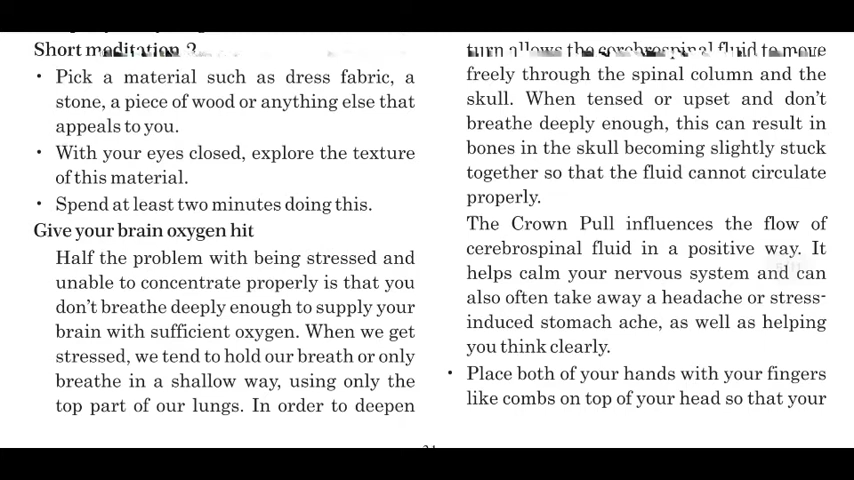 Short meditation 2
• Pick a material such as dress fabric, a
stone, a piece of wood or anything else that
appeals to you.
• With your eyes closed, explore the texture
of this material.
• Spend at least two minutes doing this.
Give your brain oxygen hit
Half the problem with being stressed and
unable to concentrate properly is that you
don't breathe deeply enough to supply your
brain with sufficient oxygen. When we get
stressed, we tend to hold our breath or only
breathe in a shallow way, using only the
top part of our lungs. In order to deepen
turn allows the cerebrospinal fluid to move
freely through the spinal column and the
skull. When tensed or upset and don't
breathe deeply enough, this can result in
bones in the skull becoming slightly stuck
together so that the fluid cannot circulate
properly.
The Crown Pull influences the flow of
cerebrospinal fluid in a positive way. It
helps calm your nervous system and can
also often take away a headache or stress-
induced stomach ache, as well as helping
you think clearly.
• Place both of your hands with your fingers
like combs on top of your head so that your